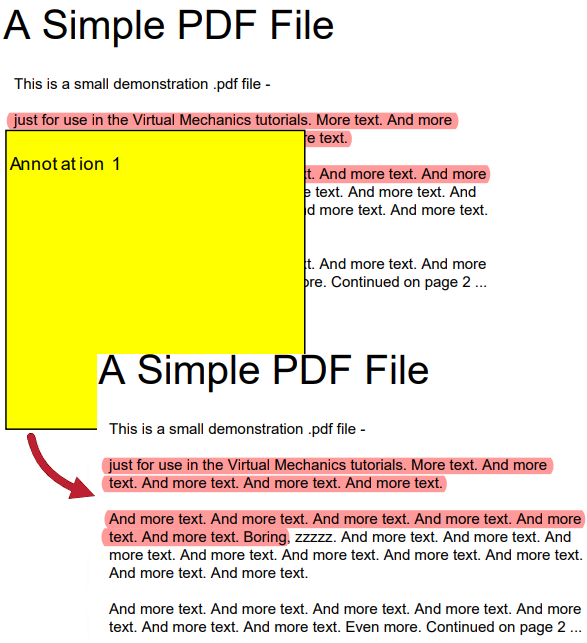 A Simple PDF File
This is a small demonstration .pdf file -
just for use in the Virtual Mechanics tutorials. More text. And more
text.
Annotation 1
And more text. And more
text. And more text. And
more text. And more text.
And more text. And more
Continued on page 2 ...
A Simple PDF File
This is a small demonstration .pdf file -
just for use in the Virtual Mechanics tutorials. More text. And more
text. And more text. And more text. And more text.
And more text. And more text. And more text. And more text. And more
text. And more text. Boring, zzzzz. And more text. And more text. And
more text. And more text. And more text. And more text. And more text.
And more text. And more text.
And more text. And more text. And more text. And more text. And more
text. And more text. And more text. Even more. Continued on page 2 ...